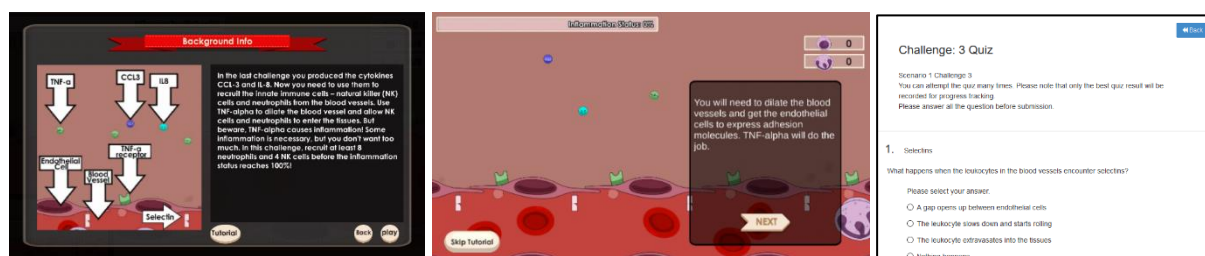 Background Info
TNF-a
CCL3
IL8
TNF-a
receptor
Endothelial
Cell
Blood
Vessel
Selectin
In the last challenge you produced the cytokines
CCL-3 and IL-8. Now you need to use them to
recruit the innate immune cells – natural killer (NK)
cells and neutrophils from the blood vessels. Use
TNF-alpha to dilate the blood vessel and allow NK
cells and neutrophils to enter the tissues. But
beware, TNF-alpha causes inflammation! Some
inflammation is necessary, but you don't want too
much. In this challenge, recruit at least 8
neutrophils and 4 NK cells before the inflammation
status reaches 100%!
Tutorial
Back
play
Inflammation Status: 0%
0
0
You will need to dilate the blood
vessels and get the endothelial
cells to express adhesion
molecules. TNF-alpha will do the
job.
NEXT
Skip Tutorial
Back
Challenge: 3 Quiz
Scenario 1 Challenge 3
You can attempt the quiz many times. Please note that only the best quiz result will be
recorded for progress tracking
Please answer all the question before submission.
1. Selectins
What happens when the leukocytes in the blood vessels encounter selectins?
Please select your answer.
A gap opens up between endothelial cells
The leukocyte slows down and starts rolling
The leukocyte extravasates into the tissues
Nothing happens